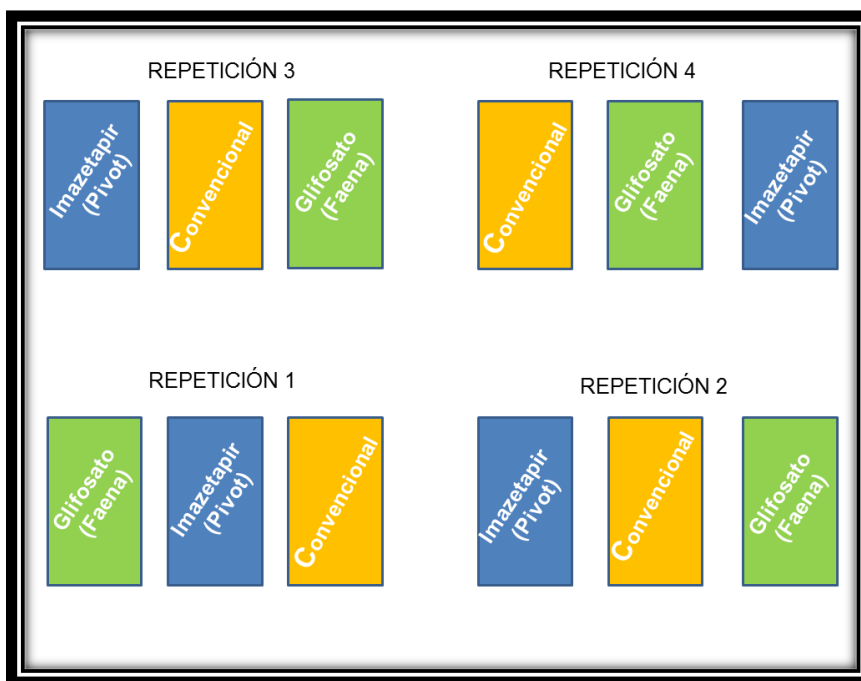 REPETICIÓN 3
Imazetapir
(Pivot)
Convencional
Glifosato
(Faena)
REPETICIÓN 4
Convencional
Glifosato
(Faena)
Imazetapir
(Pivot)
REPETICIÓN 1
Glifosato
(Faena)
Imazetapir
(Pivot)
Convencional
REPETICIÓN 2
Imazetapir
(Pivot)
Convencional
Glifosato
(Faena)